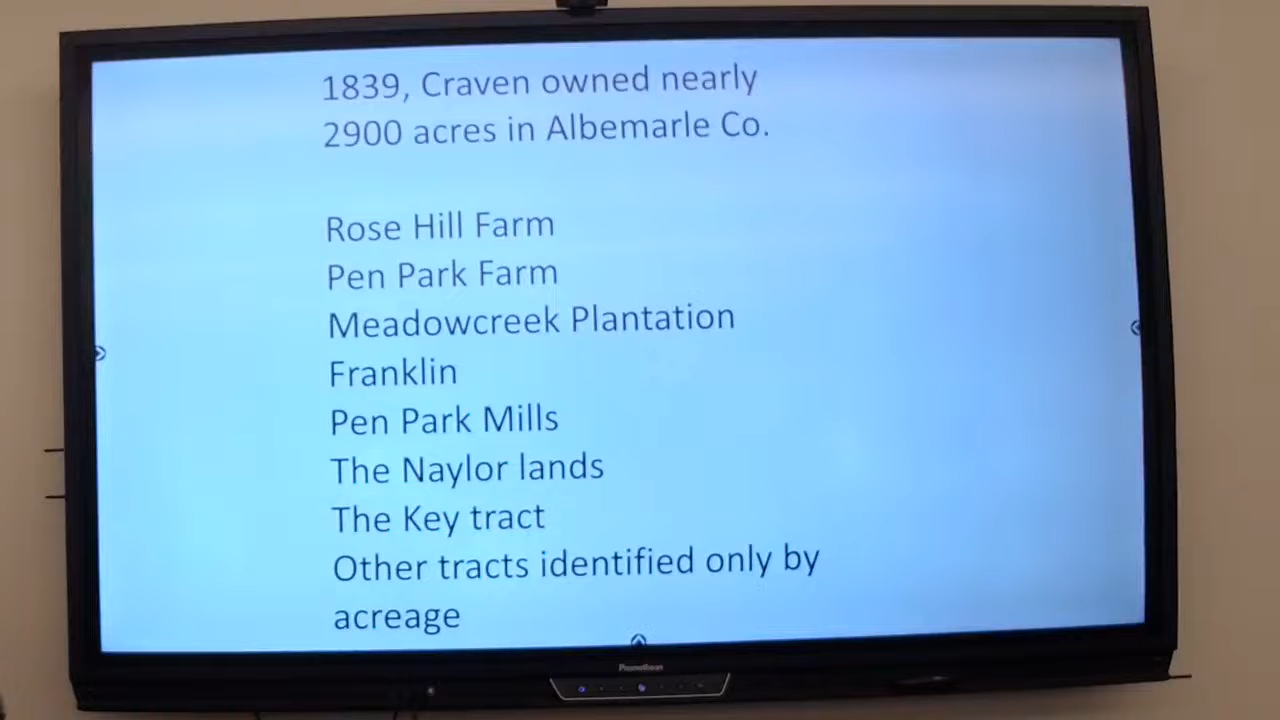 1839, Craven owned nearly
2900 acres in Albemarle Co.
Rose Hill Farm
Pen Park Farm
Meadowcreek Plantation
Franklin
Pen Park Mills
The Naylor lands
The Key tract
Other tracts identified only by
acreage
Promethean